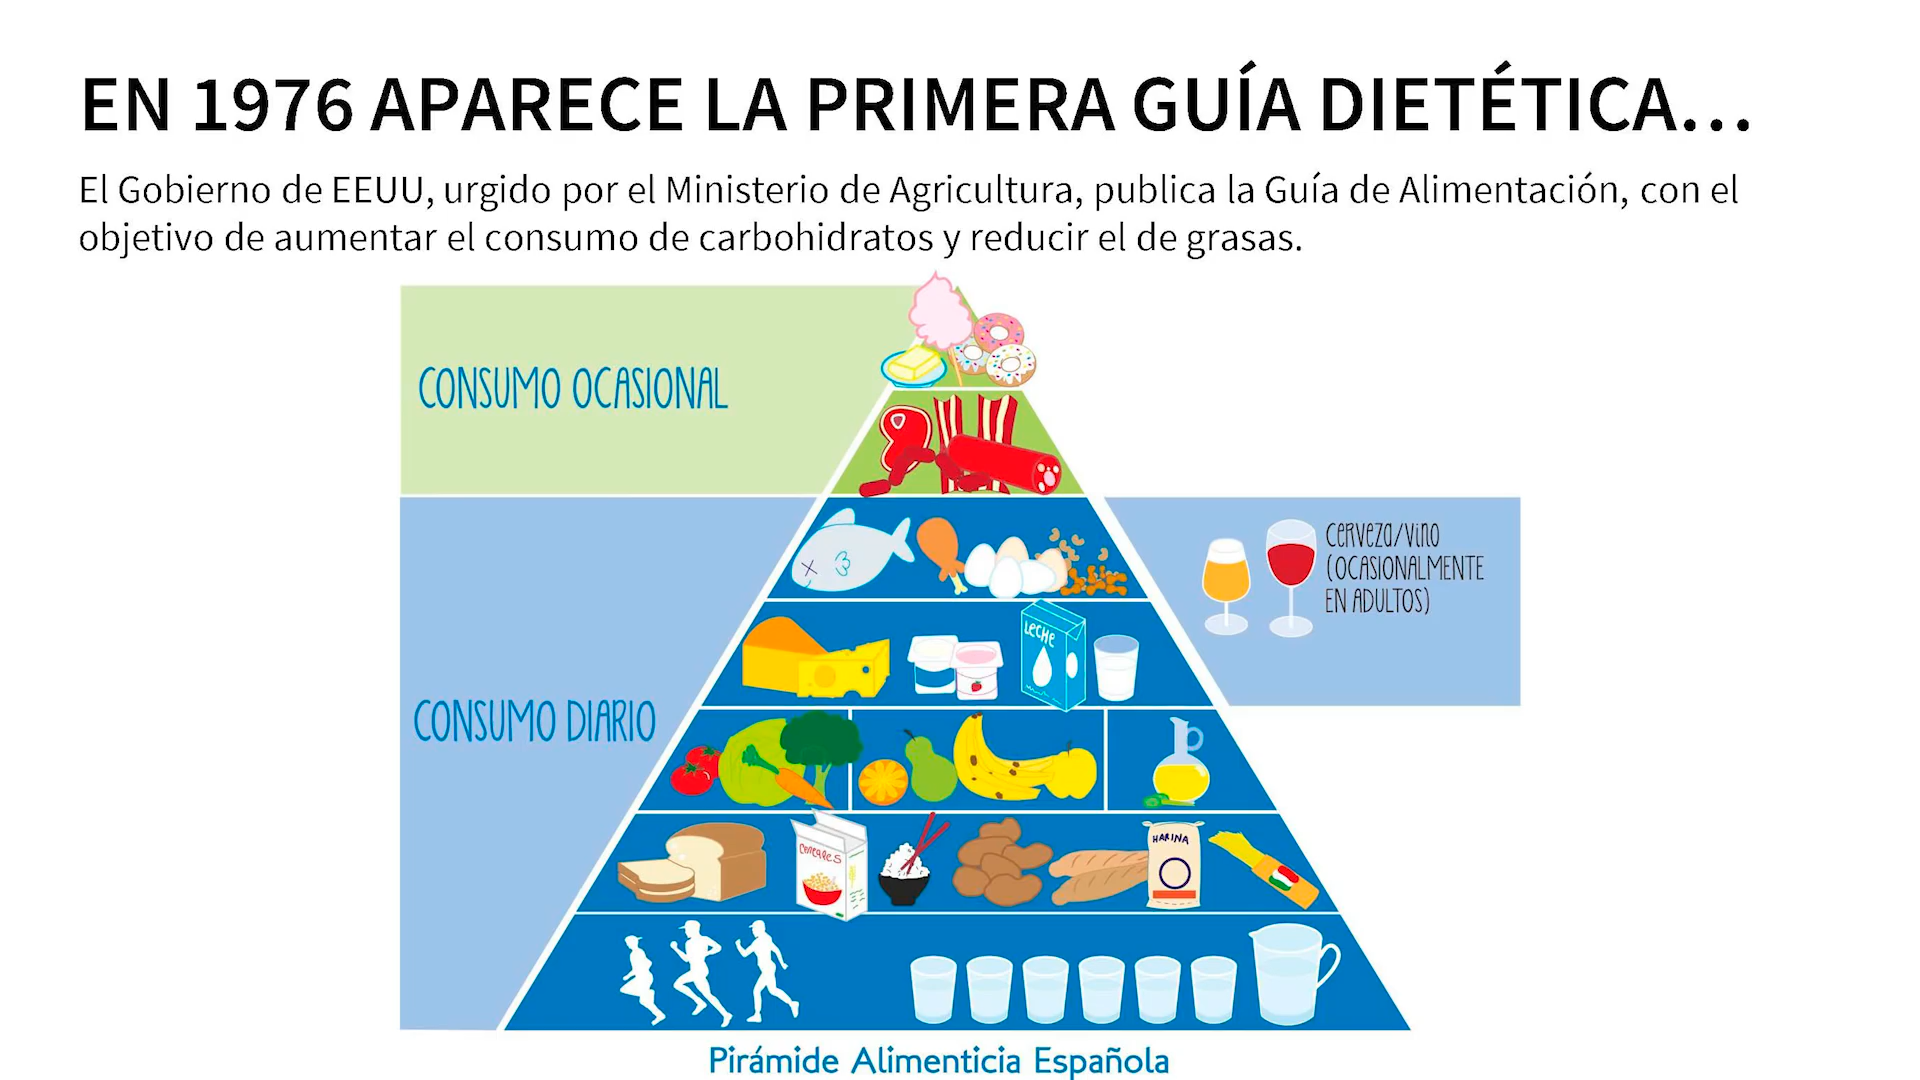 EN 1976 APARECE LA PRIMERA GUÍA DIETÉTICA...
El Gobierno de EEUU, urgido por el Ministerio de Agricultura, publica la Guía de Alimentación, con el
objetivo de aumentar el consumo de carbohidratos y reducir el de grasas.
CONSUMO OCASIONAL
CERVEZA/VINO
(OCASIONALMENTE
EN ADULTOS)
LECHE
CONSUMO DIARIO
CEREALES
HARINA
Pirámide Alimenticia Española